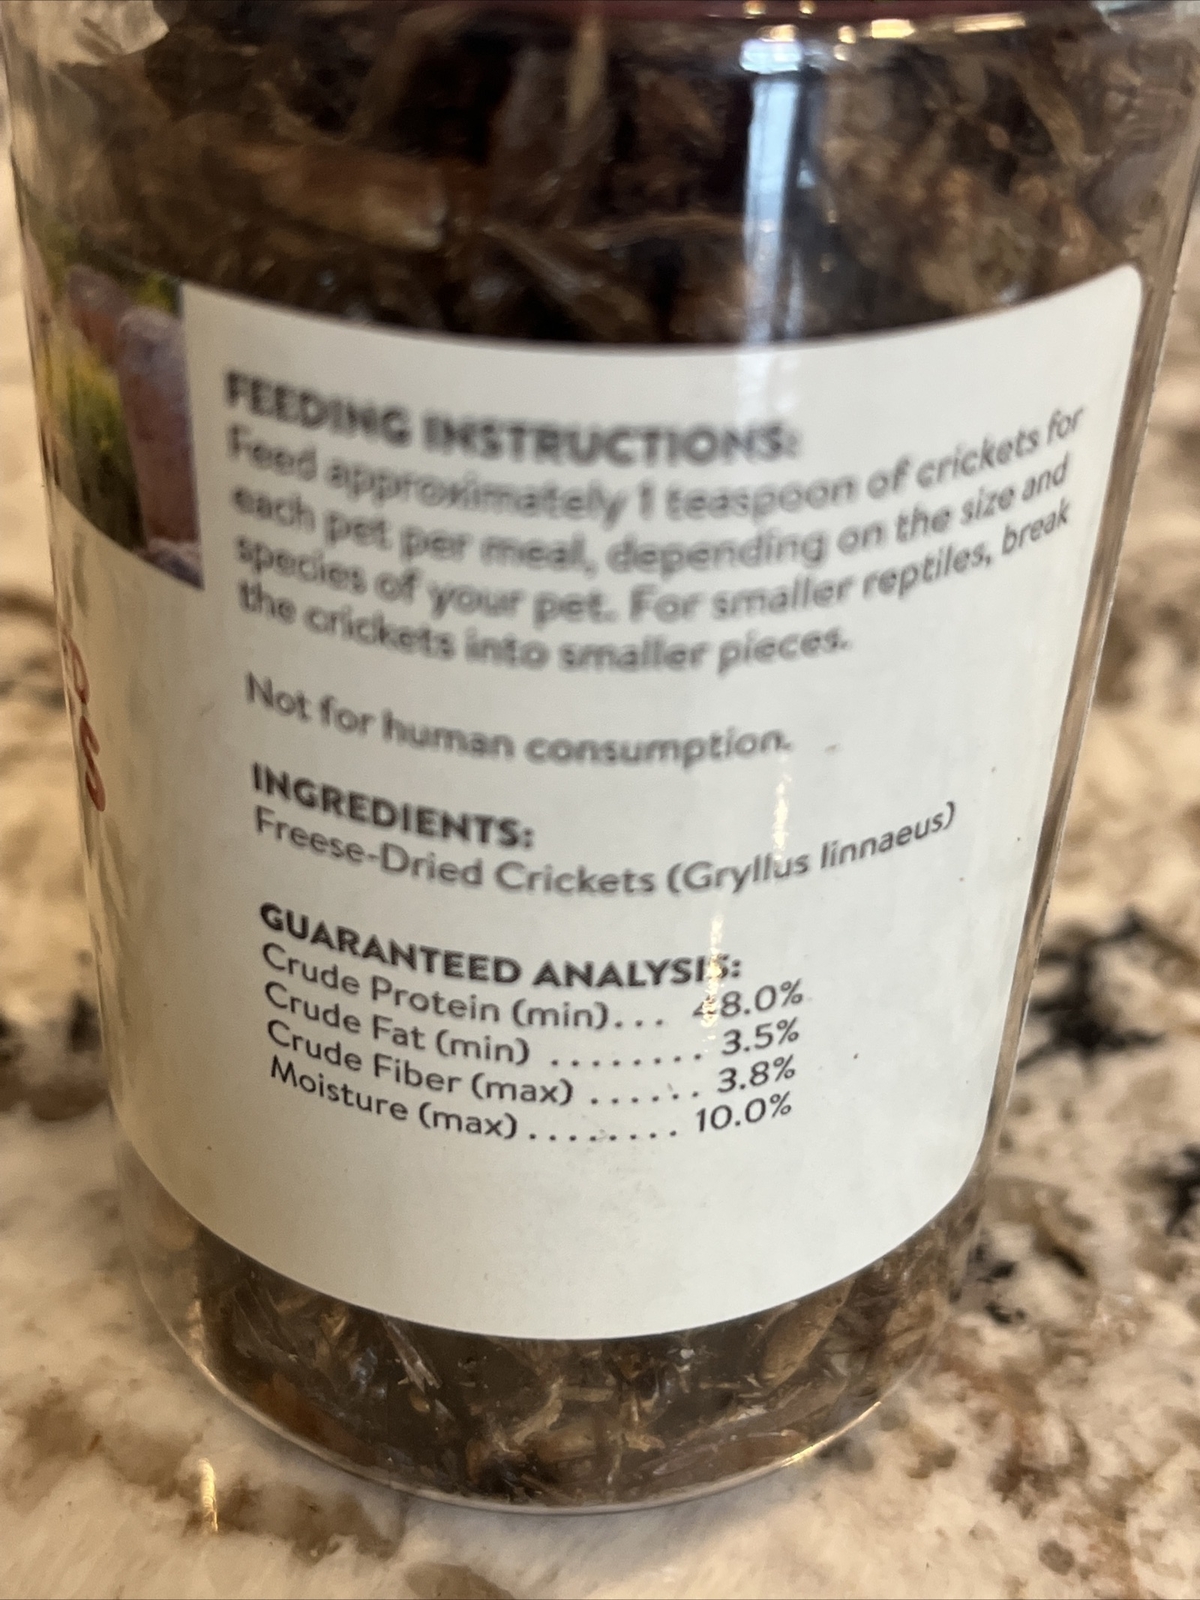 FEEDING INSTRUCTIONS:
Feed approximately 1 teaspoon of crickets for
each pet per meal, depending on the size and
species of your pet. For smaller reptiles, break
the crickets into smaller pieces.
Not for human consumption.
INGREDIENTS:
Freese-Dried Crickets (Gryllus linnaeus)
GUARANTEED ANALYSIS:
Crude Protein (min)... 48.0%
Crude Fat (min) ........ 3.5%
Crude Fiber (max) ...... 3.8%
Moisture (max) ........ 10.0%